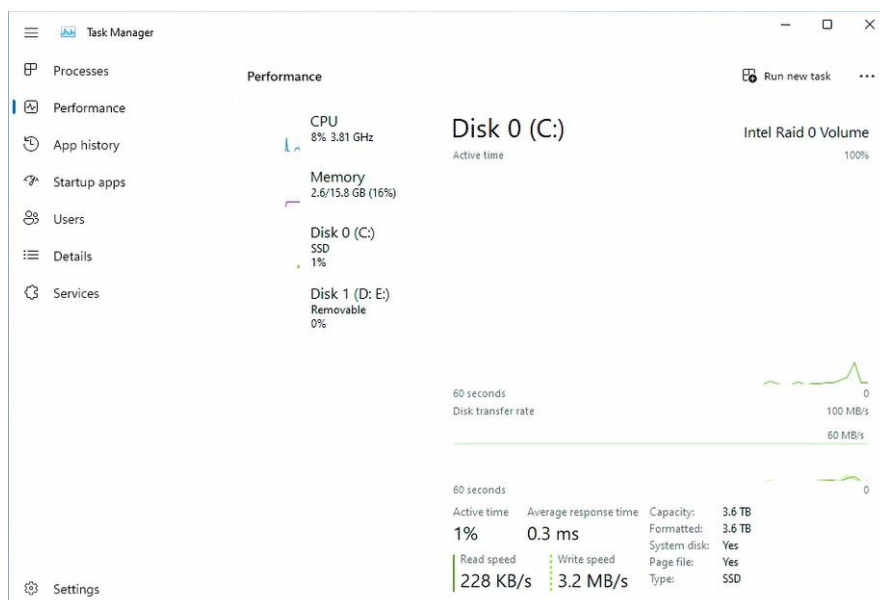 Task Manager
Processes
Performance
App history
Startup apps
Users
Details
Services
Settings
Performance
Run new task
CPU
8% 3.81 GHz
Memory
2.6/15.8 GB (16%)
Disk 0 (C:)
SSD
1%
Disk 1 (D: E:)
Removable
0%
Disk 0 (C:)
Intel Raid 0 Volume
Active time
100%
60 seconds
0
Disk transfer rate
100 MB/s
60 MB/s
60 seconds
0
Active time
1%
Average response time
0.3 ms
Read speed
228 KB/s
Write speed
3.2 MB/s
Capacity: 3.6 TB
Formatted: 3.6 TB
System disk: Yes
Page file: Yes
Type: SSD